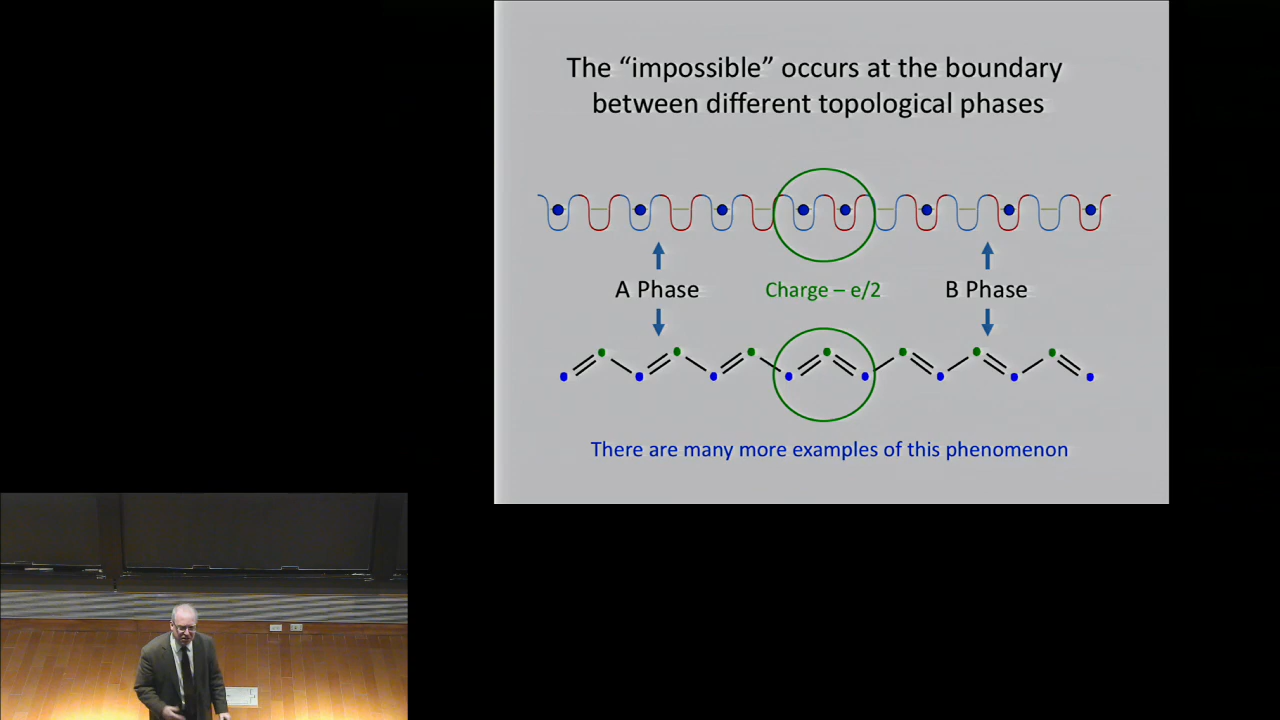 The “impossible” occurs at the boundary
between different topological phases
A Phase
Charge – e/2
B Phase
There are many more examples of this phenomenon